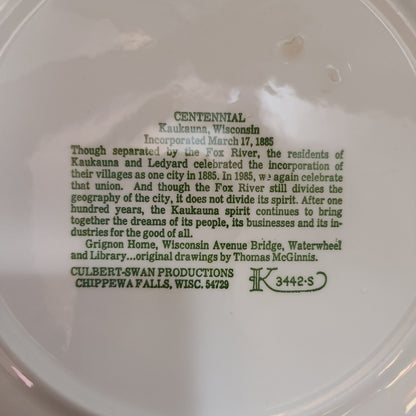 CENTENNIAL
Kaukauna, Wisconsin
Incorporated March 17, 1885
Though separated by the Fox River, the residents of
Kaukauna and Ledyard celebrated the incorporation of
their villages as one city in 1885. In 1985, we again celebrate
that union. And though the Fox River still divides the
geography of the city, it does not divide its spirit. After one
hundred years, the Kaukauna spirit continues to bring
together the dreams of its people, its businesses and its in-
dustries for the good of all.
Grignon Home, Wisconsin Avenue Bridge, Waterwheel
and Library...original drawings by Thomas McGinnis.
CULBERT-SWAN PRODUCTIONS
CHIPPEWA FALLS, WISC. 54729
K 3442-S